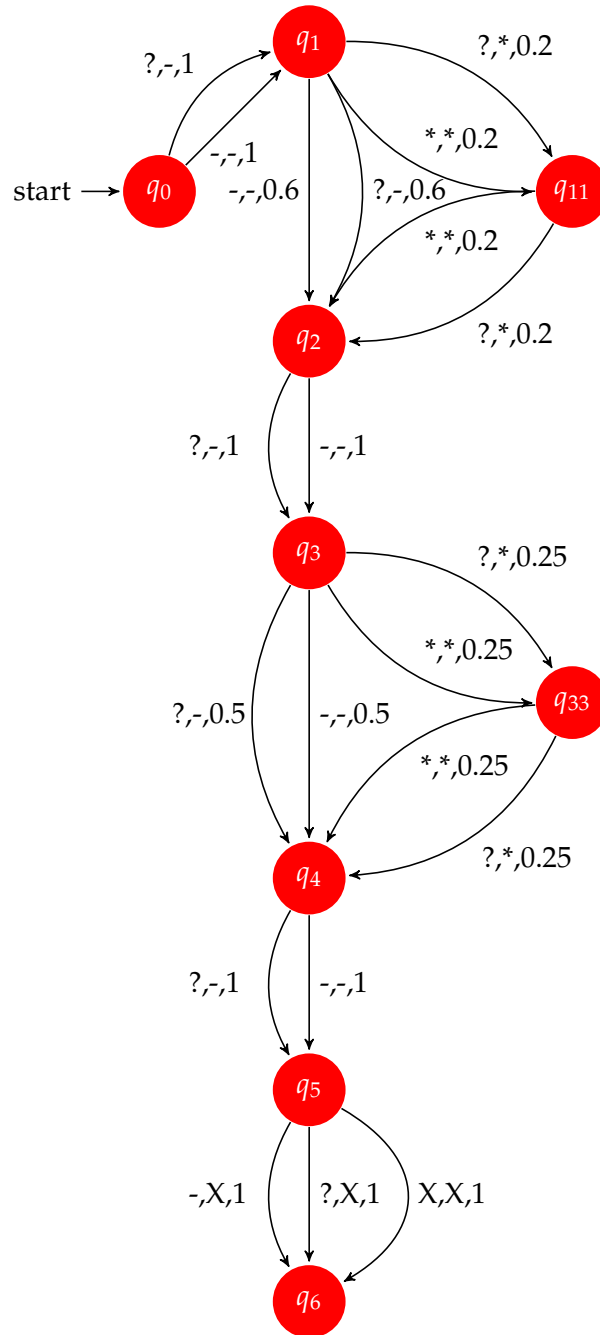 q1
?,-,1
?,*,0.2
*,*,0.2
-,-,1
start
q0
-,-,0.6
?,-,0.6
q11
*,*,0.2
?,*,0.2
q2
?,-,1
-,-,1
q3
?,*,0.25
*,*,0.25
?,-,0.5
-,-,0.5
q33
*,*,0.25
?,*,0.25
q4
?,-,1
-,-,1
q5
-,X,1
?,X,1
X,X,1
q6